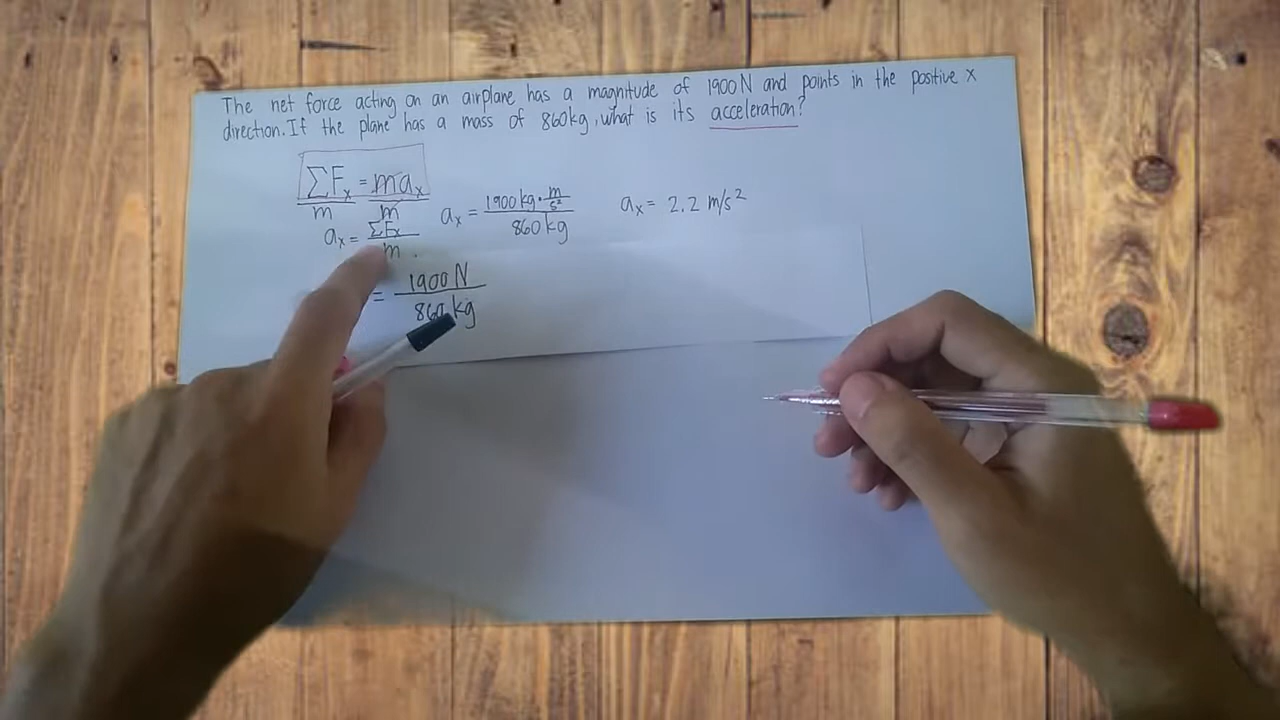 The net force acting on an airplane has a magnitude of 1900N and points in the positive x
direction. If the plane has a mass of 860kg, what is its acceleration?
ΣFₓ/m = maₓ/m
aₓ = ΣFₓ/m
= 1900 N / 860 kg
aₓ = 1900 kg · m/s² / 860 kg
aₓ = 2.2 m/s²